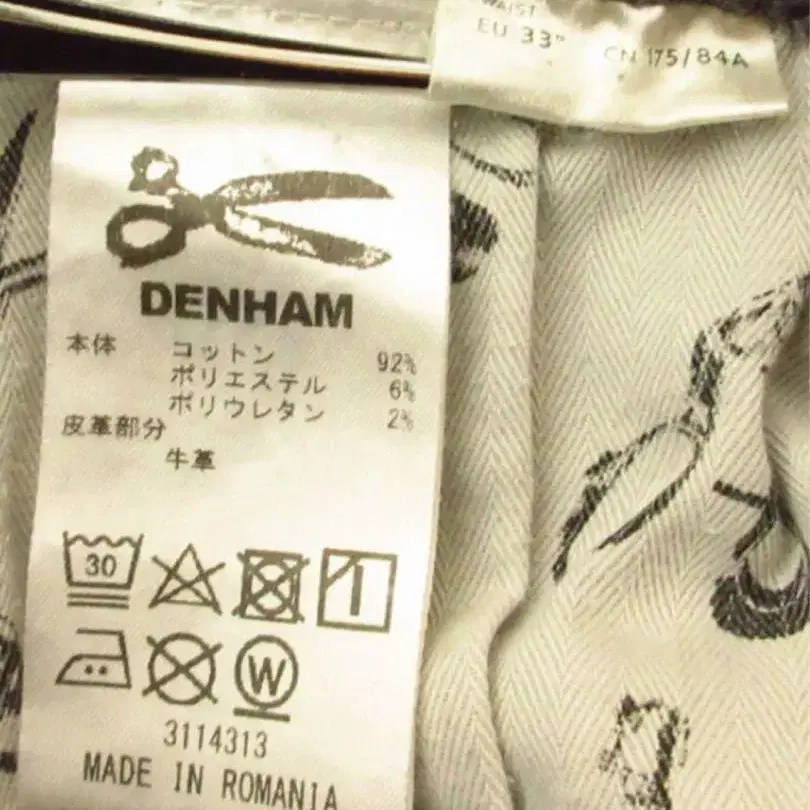 WAIST
EU 33" CN 175/84A
DENHAM
本体 コットン 92%
ポリエステル 6%
ポリウレタン 2%
皮革部分
牛革
30
W
3114313
MADE IN ROMANIA